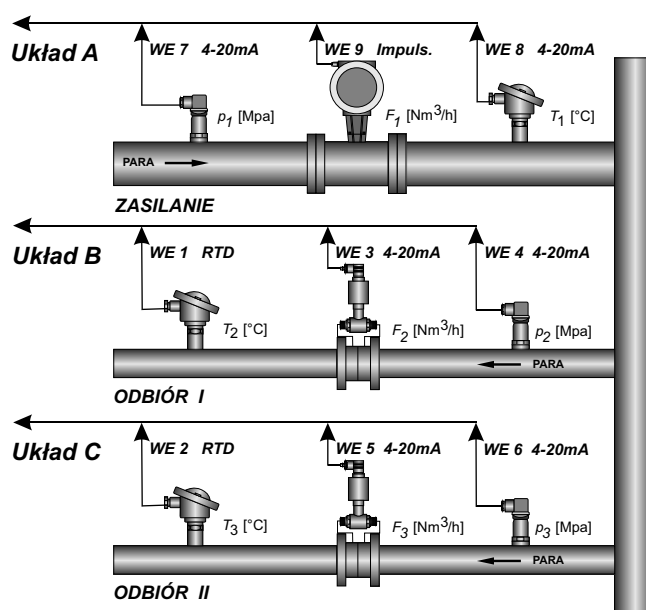 Układ A
WE 7 4-20mA
WE 9 Impuls.
WE 8 4-20mA
p1 [Mpa]
F1 [Nm3/h]
T1 [°C]
PARA
ZASILANIE
Układ B
WE 1 RTD
WE 3 4-20mA
WE 4 4-20mA
T2 [°C]
F2 [Nm3/h]
p2 [Mpa]
PARA
ODBIÓR I
Układ C
WE 2 RTD
WE 5 4-20mA
WE 6 4-20mA
T3 [°C]
F3 [Nm3/h]
p3 [Mpa]
PARA
ODBIÓR II